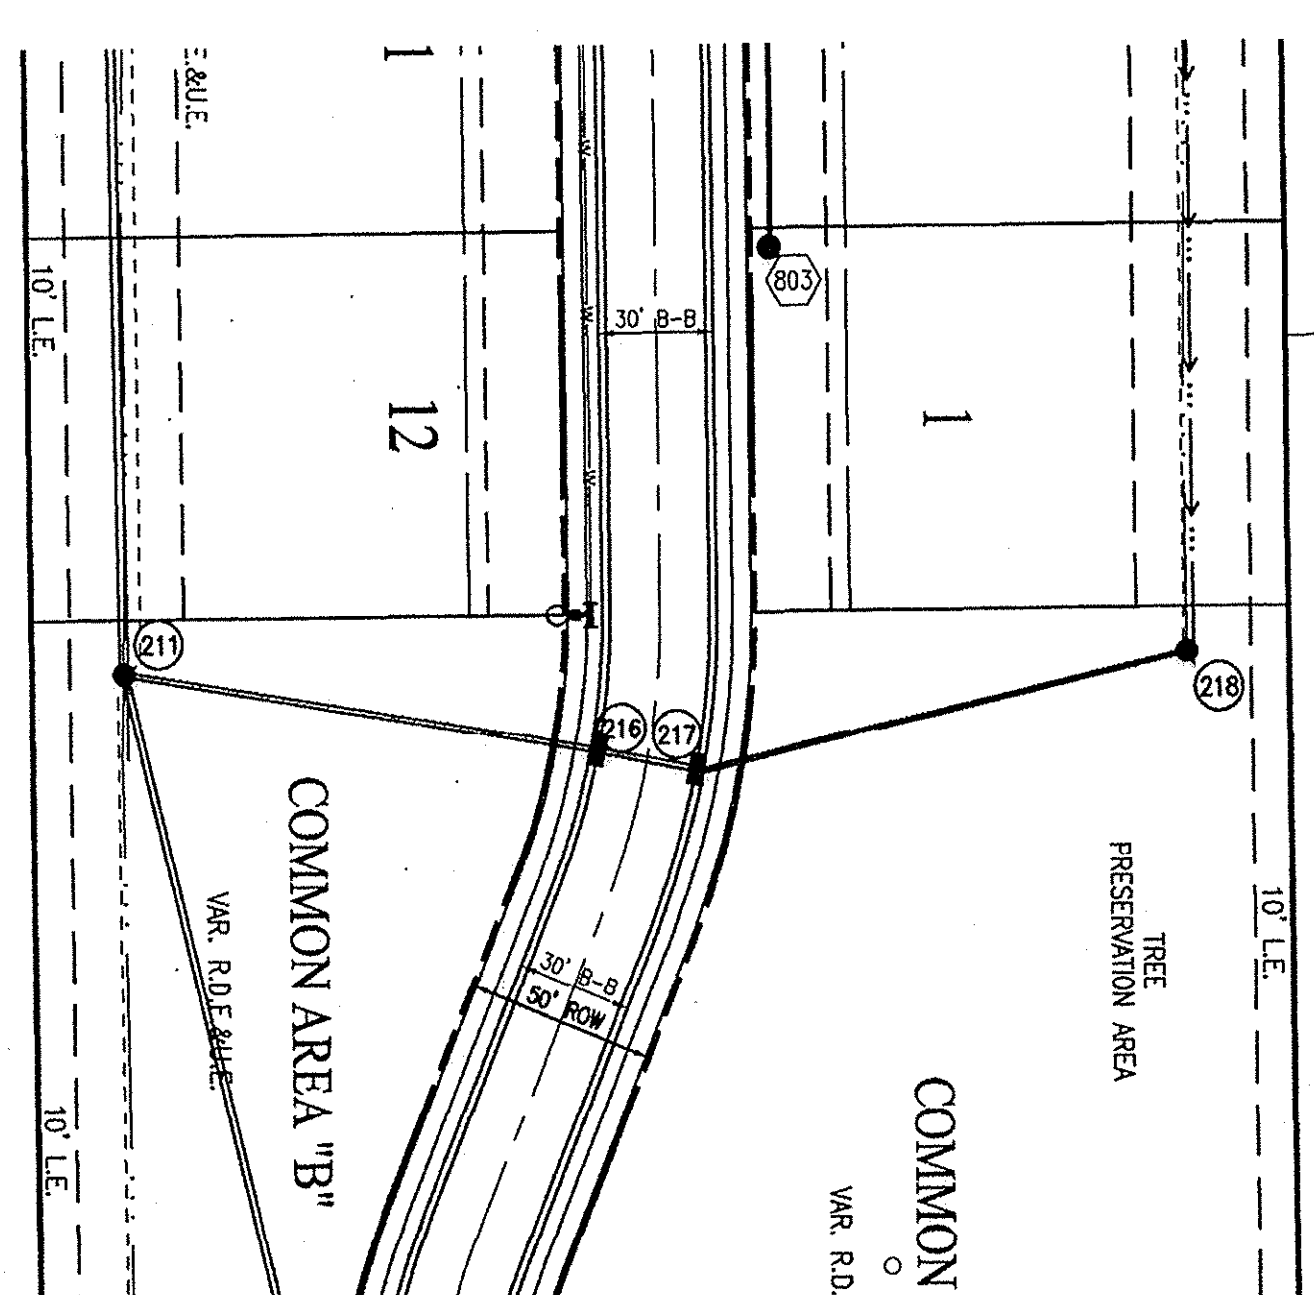 E.&U.E.
1
W
W
W
10' L.E.
30' B-B
803
12
1
211
216
217
218
COMMON AREA "B"
VAR. R.D.E.&U.E.
30' B-B
50' ROW
TREE
PRESERVATION AREA
10' L.E.
10' L.E.
COMMON
VAR. R.D.